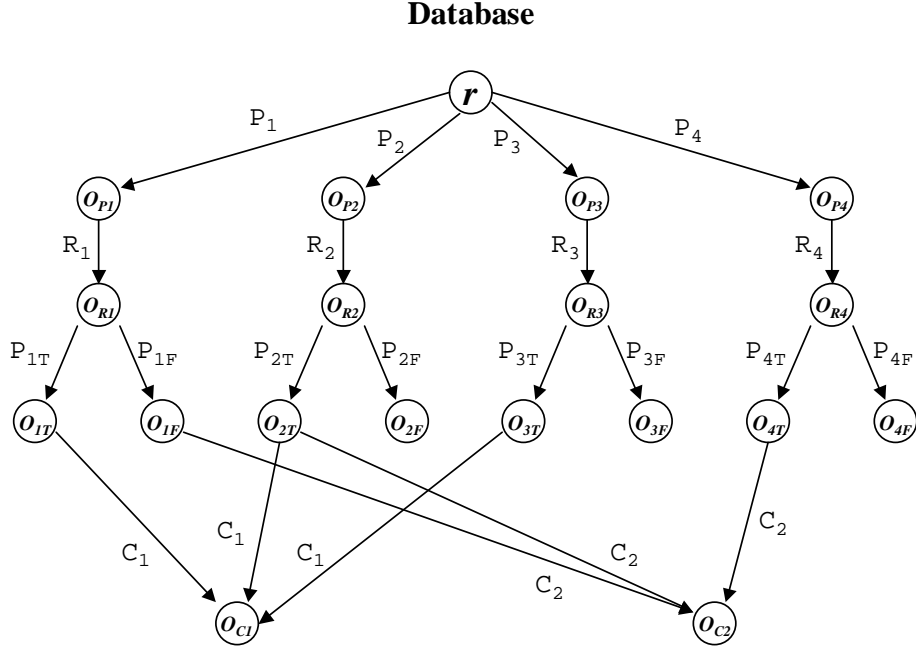 Database
r
P1 P2 P3 P4
OP1 OP2 OP3 OP4
R1 R2 R3 R4
OR1 OR2 OR3 OR4
P1T P1F P2T P2F P3T P3F P4T P4F
O1T O1F O2T O2F O3T O3F O4T O4F
C1 C1 C1 C2 C2 C2
OC1 OC2